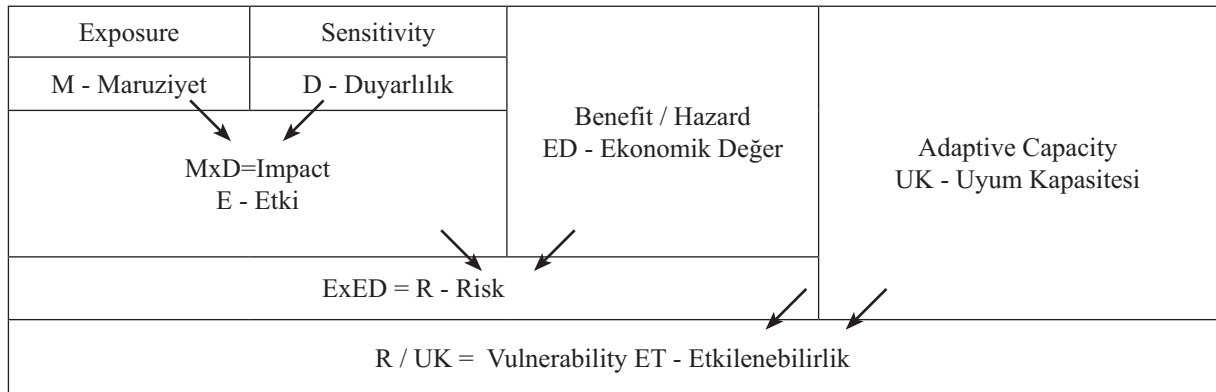 Exposure
Sensitivity
M - Maruziyet
D - Duyarlılık
Benefit / Hazard
ED - Ekonomik Değer
Adaptive Capacity
UK - Uyum Kapasitesi
MxD=Impact
E - Etki
ExED = R - Risk
R / UK = Vulnerability ET - Etkilenebilirlik